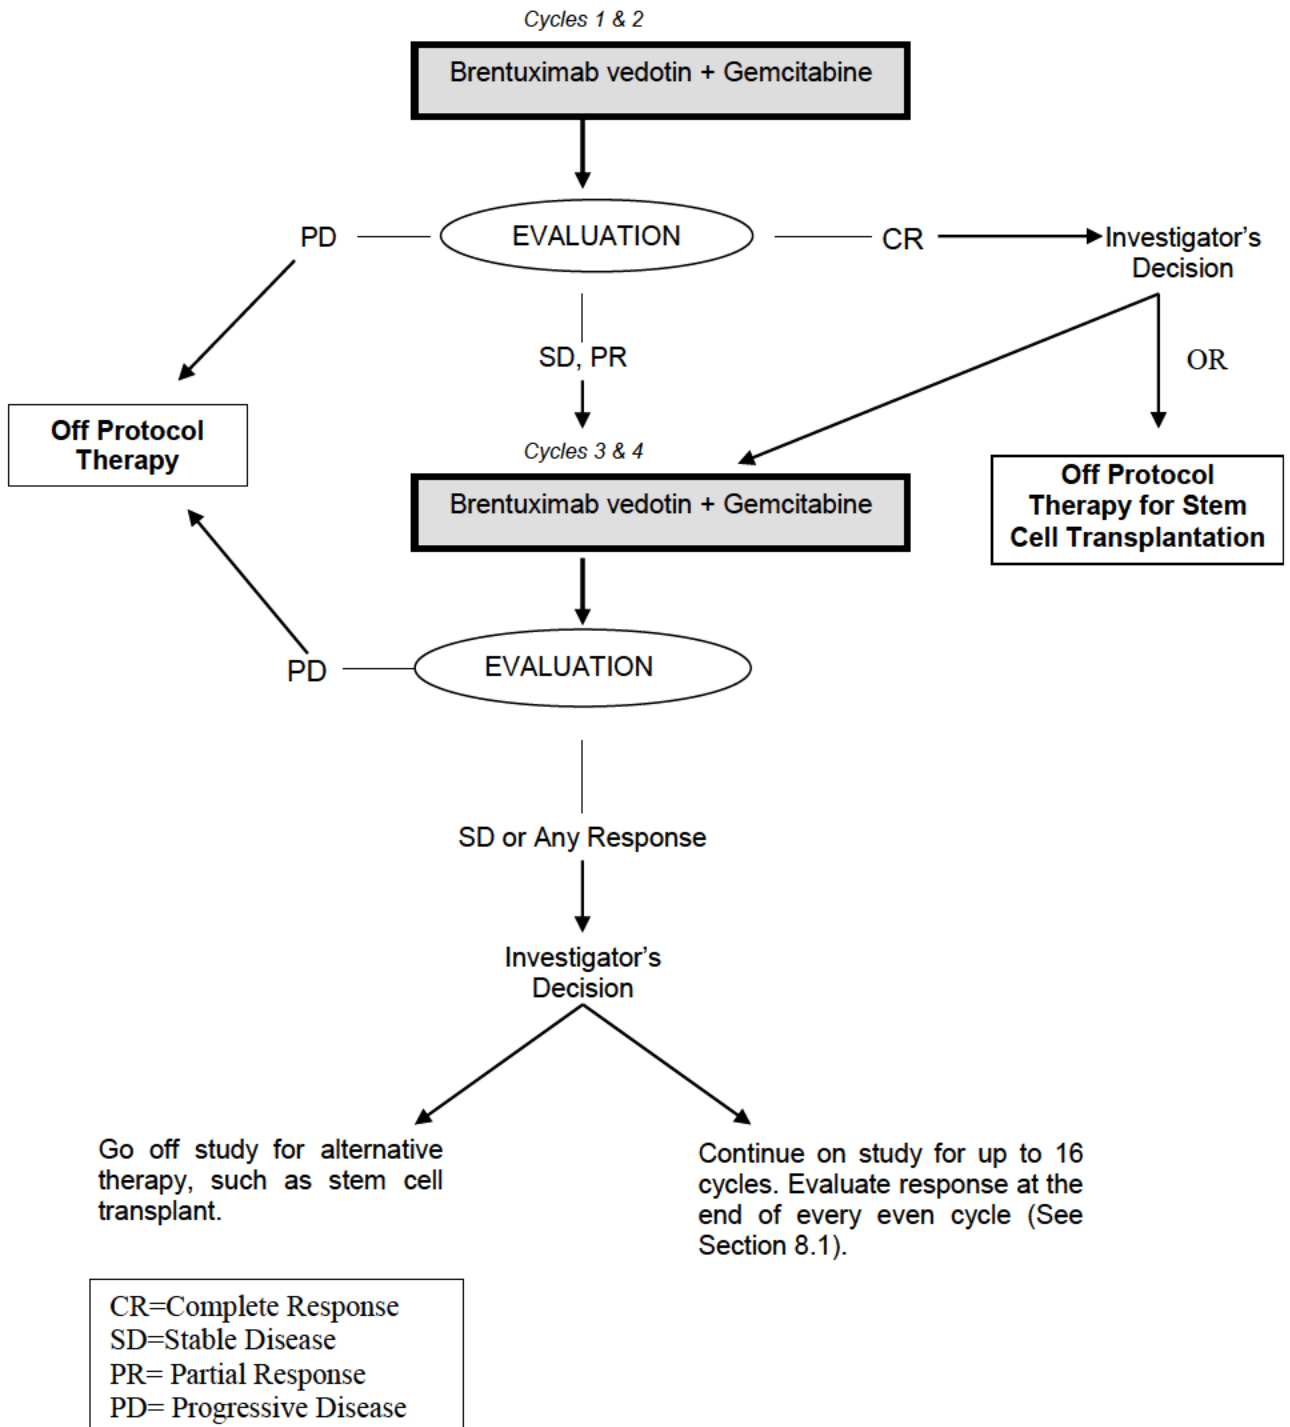 Cycles 1 & 2
Brentuximab vedotin + Gemcitabine
PD
EVALUATION
CR
Investigator's
Decision
SD, PR
OR
Off Protocol
Therapy
Cycles 3 & 4
Brentuximab vedotin + Gemcitabine
Off Protocol
Therapy for Stem
Cell Transplantation
PD
EVALUATION
SD or Any Response
Investigator's
Decision
Go off study for alternative
therapy, such as stem cell
transplant.
Continue on study for up to 16
cycles. Evaluate response at the
end of every even cycle (See
Section 8.1).
CR=Complete Response
SD=Stable Disease
PR= Partial Response
PD= Progressive Disease